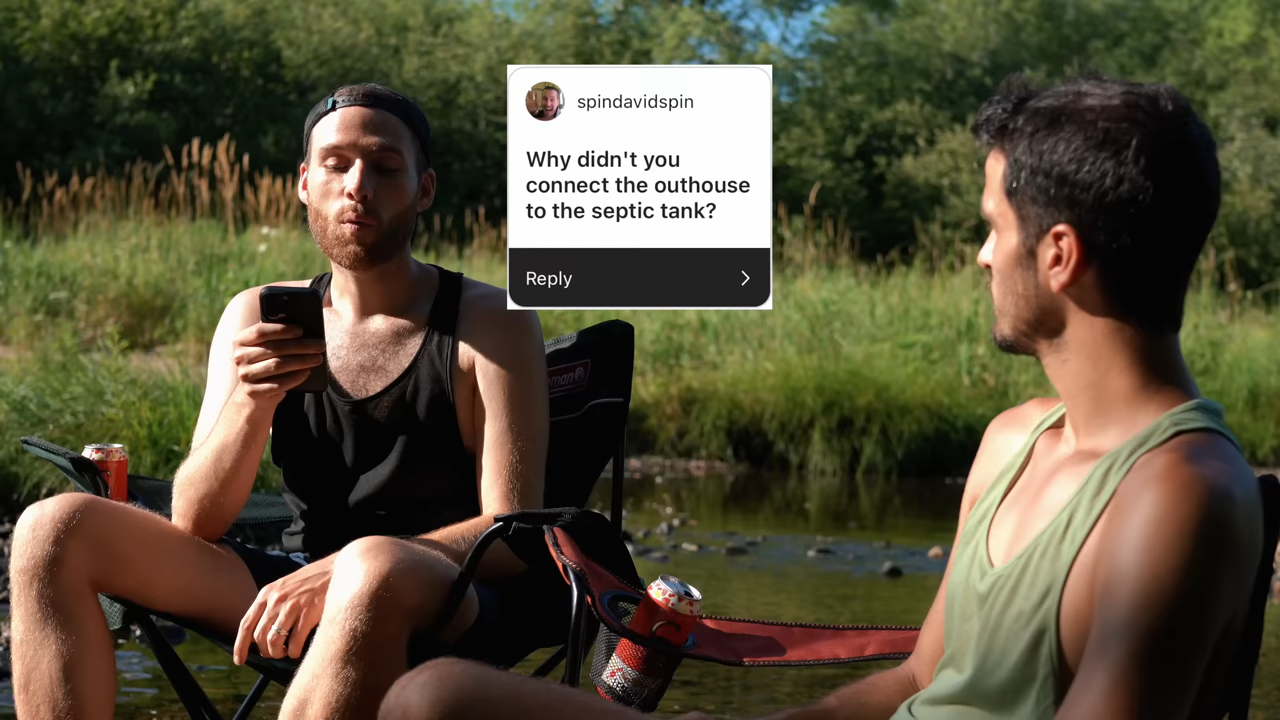 spindavidspin
Why didn't you
connect the outhouse
to the septic tank?
Reply